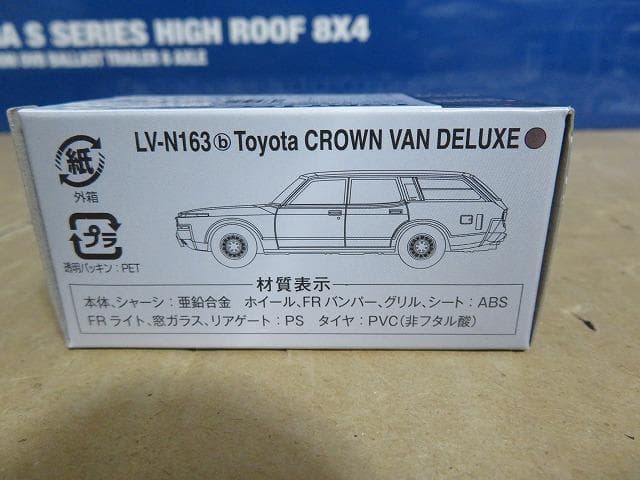 A S SERIES HIGH ROOF 8X4
BALLAST TRAILER & AXLE
LV-N163 ⓑ Toyota CROWN VAN DELUXE
紙
外箱
プラ
透明パッキン:PET
材質表示
本体、シャーシ:亜鉛合金 ホイール、FRバンパー、グリル、シート:ABS
FRライト、窓ガラス、リアゲート:PS タイヤ:PVC(非フタル酸)